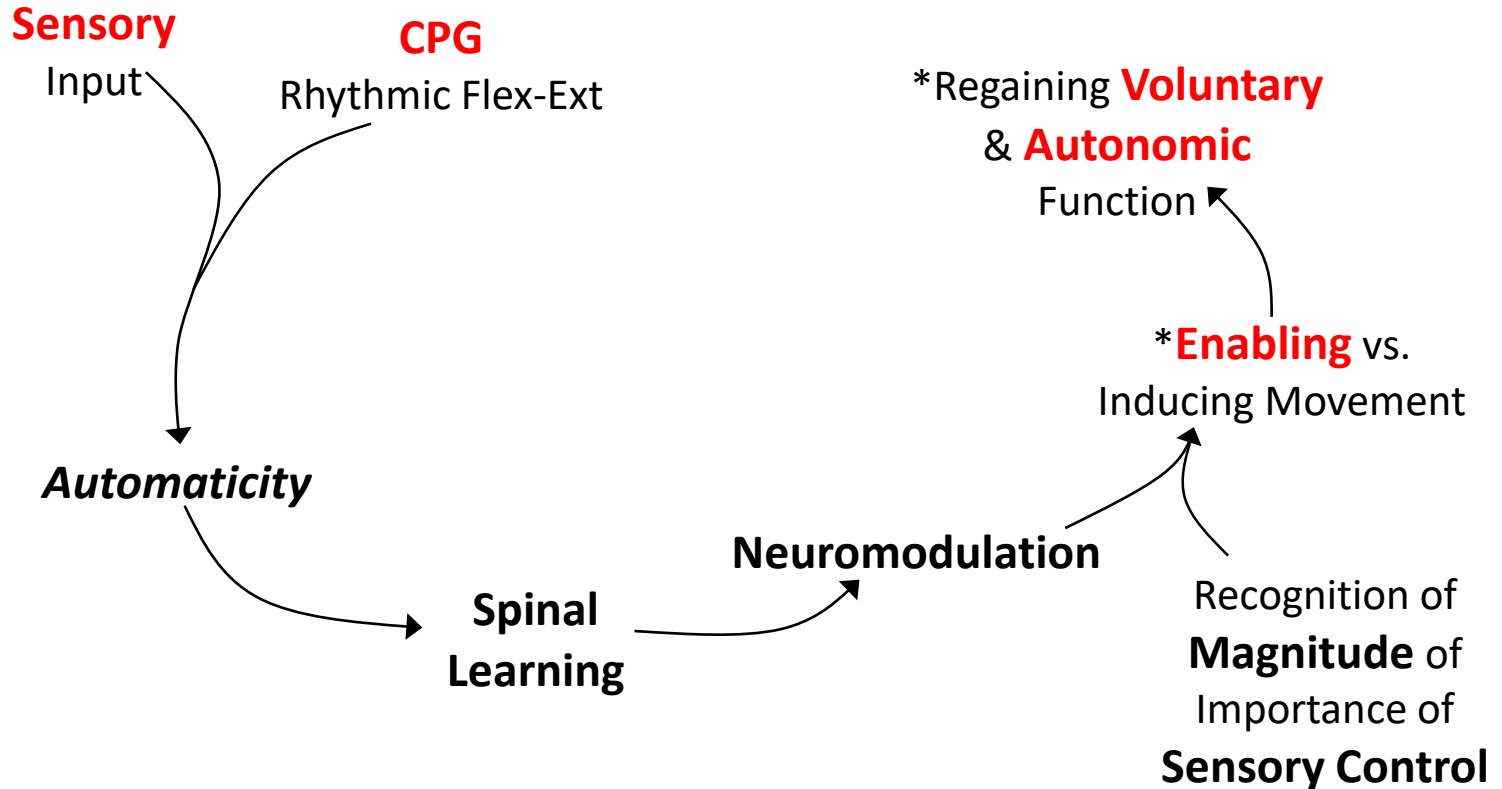 Sensory
Input
CPG
Rhythmic Flex-Ext
Automaticity
Spinal
Learning
Neuromodulation
Recognition of
Magnitude of
Importance of
Sensory Control
*Enabling vs.
Inducing Movement
*Regaining Voluntary
& Autonomic
Function